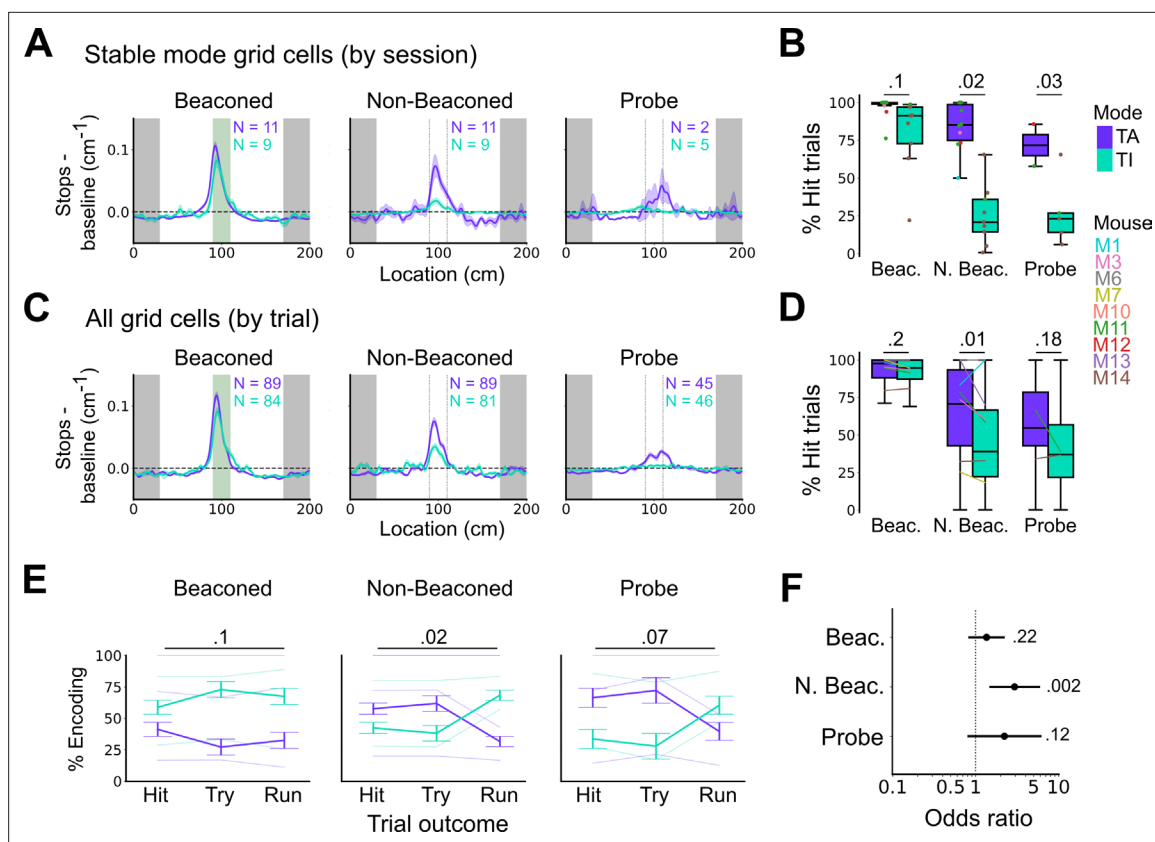 A
Stable mode grid cells (by session)
Beaconed
Non-Beaconed
Probe
N = 11
N = 9
N = 11
N = 9
N = 2
N = 5
Stops -
baseline (cm⁻¹)
0.1
0.0
0 100 200
0 100 200
0 100 200
Location (cm)
B
.1
.02
.03
% Hit trials
100
75
50
25
0
Beac.
N. Beac.
Probe
Mode
TA
TI
Mouse
M1
M3
M6
M7
M10
M11
M12
M13
M14
C
All grid cells (by trial)
Beaconed
Non-Beaconed
Probe
N = 89
N = 84
N = 89
N = 81
N = 45
N = 46
Stops -
baseline (cm⁻¹)
0.1
0.0
0 100 200
0 100 200
0 100 200
Location (cm)
D
.2
.01
.18
% Hit trials
100
75
50
25
0
Beac.
N. Beac.
Probe
E
Beaconed
Non-Beaconed
Probe
.1
.02
.07
% Encoding
100
75
50
25
0
Hit Try Run
Hit Try Run
Hit Try Run
Trial outcome
F
Beac.
.22
N. Beac.
.002
Probe
.12
0.1 1 5 10
Odds ratio